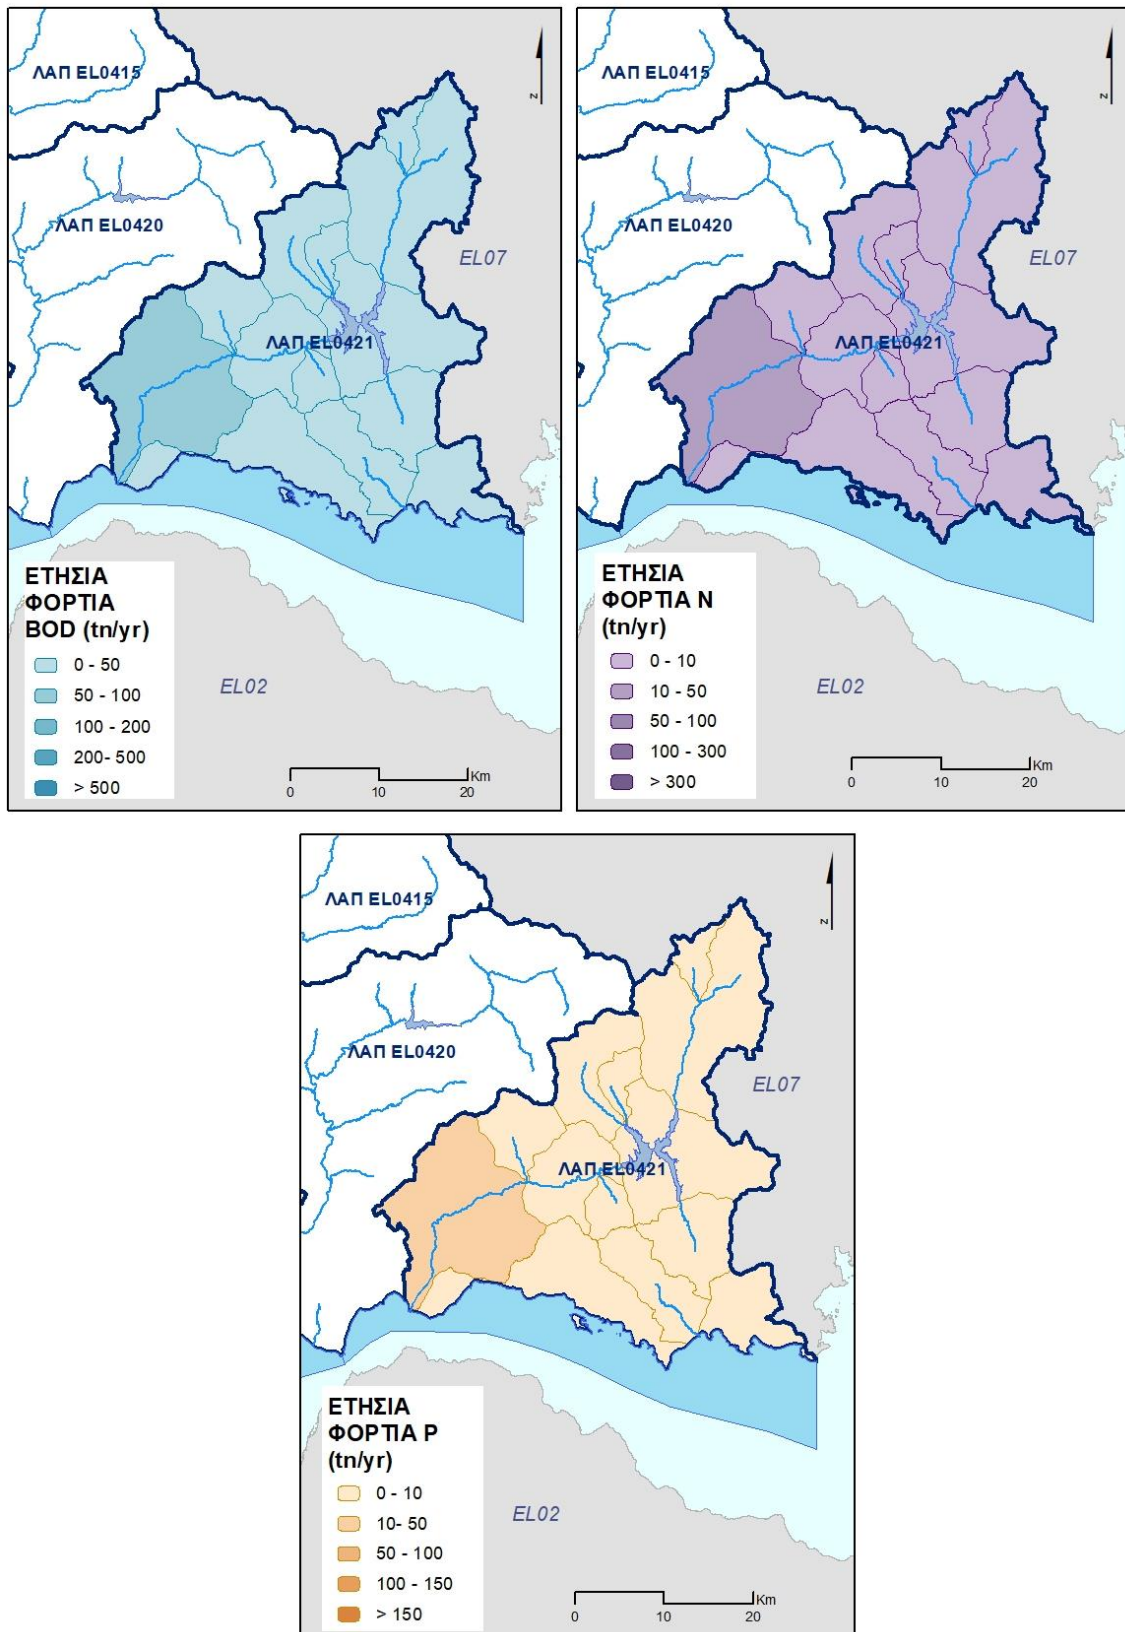 ΛΑΠ EL0415
z
ΛΑΠ EL0420
EL07
ΛΑΠ EL0421
ΕΤΗΣΙΑ
ΦΟΡΤΙΑ
BOD (tn/yr)
0 - 50
50 - 100
100 - 200
200- 500
> 500
EL02
Km
0 10 20
ΛΑΠ EL0415
z
ΛΑΠ EL0420
EL07
ΛΑΠ EL0421
ΕΤΗΣΙΑ
ΦΟΡΤΙΑ N
(tn/yr)
0 - 10
10 - 50
50 - 100
100 - 300
> 300
EL02
Km
0 10 20
ΛΑΠ EL0415
z
ΛΑΠ EL0420
EL07
ΛΑΠ EL0421
ΕΤΗΣΙΑ
ΦΟΡΤΙΑ P
(tn/yr)
0 - 10
10- 50
50 - 100
100 - 150
> 150
EL02
Km
0 10 20